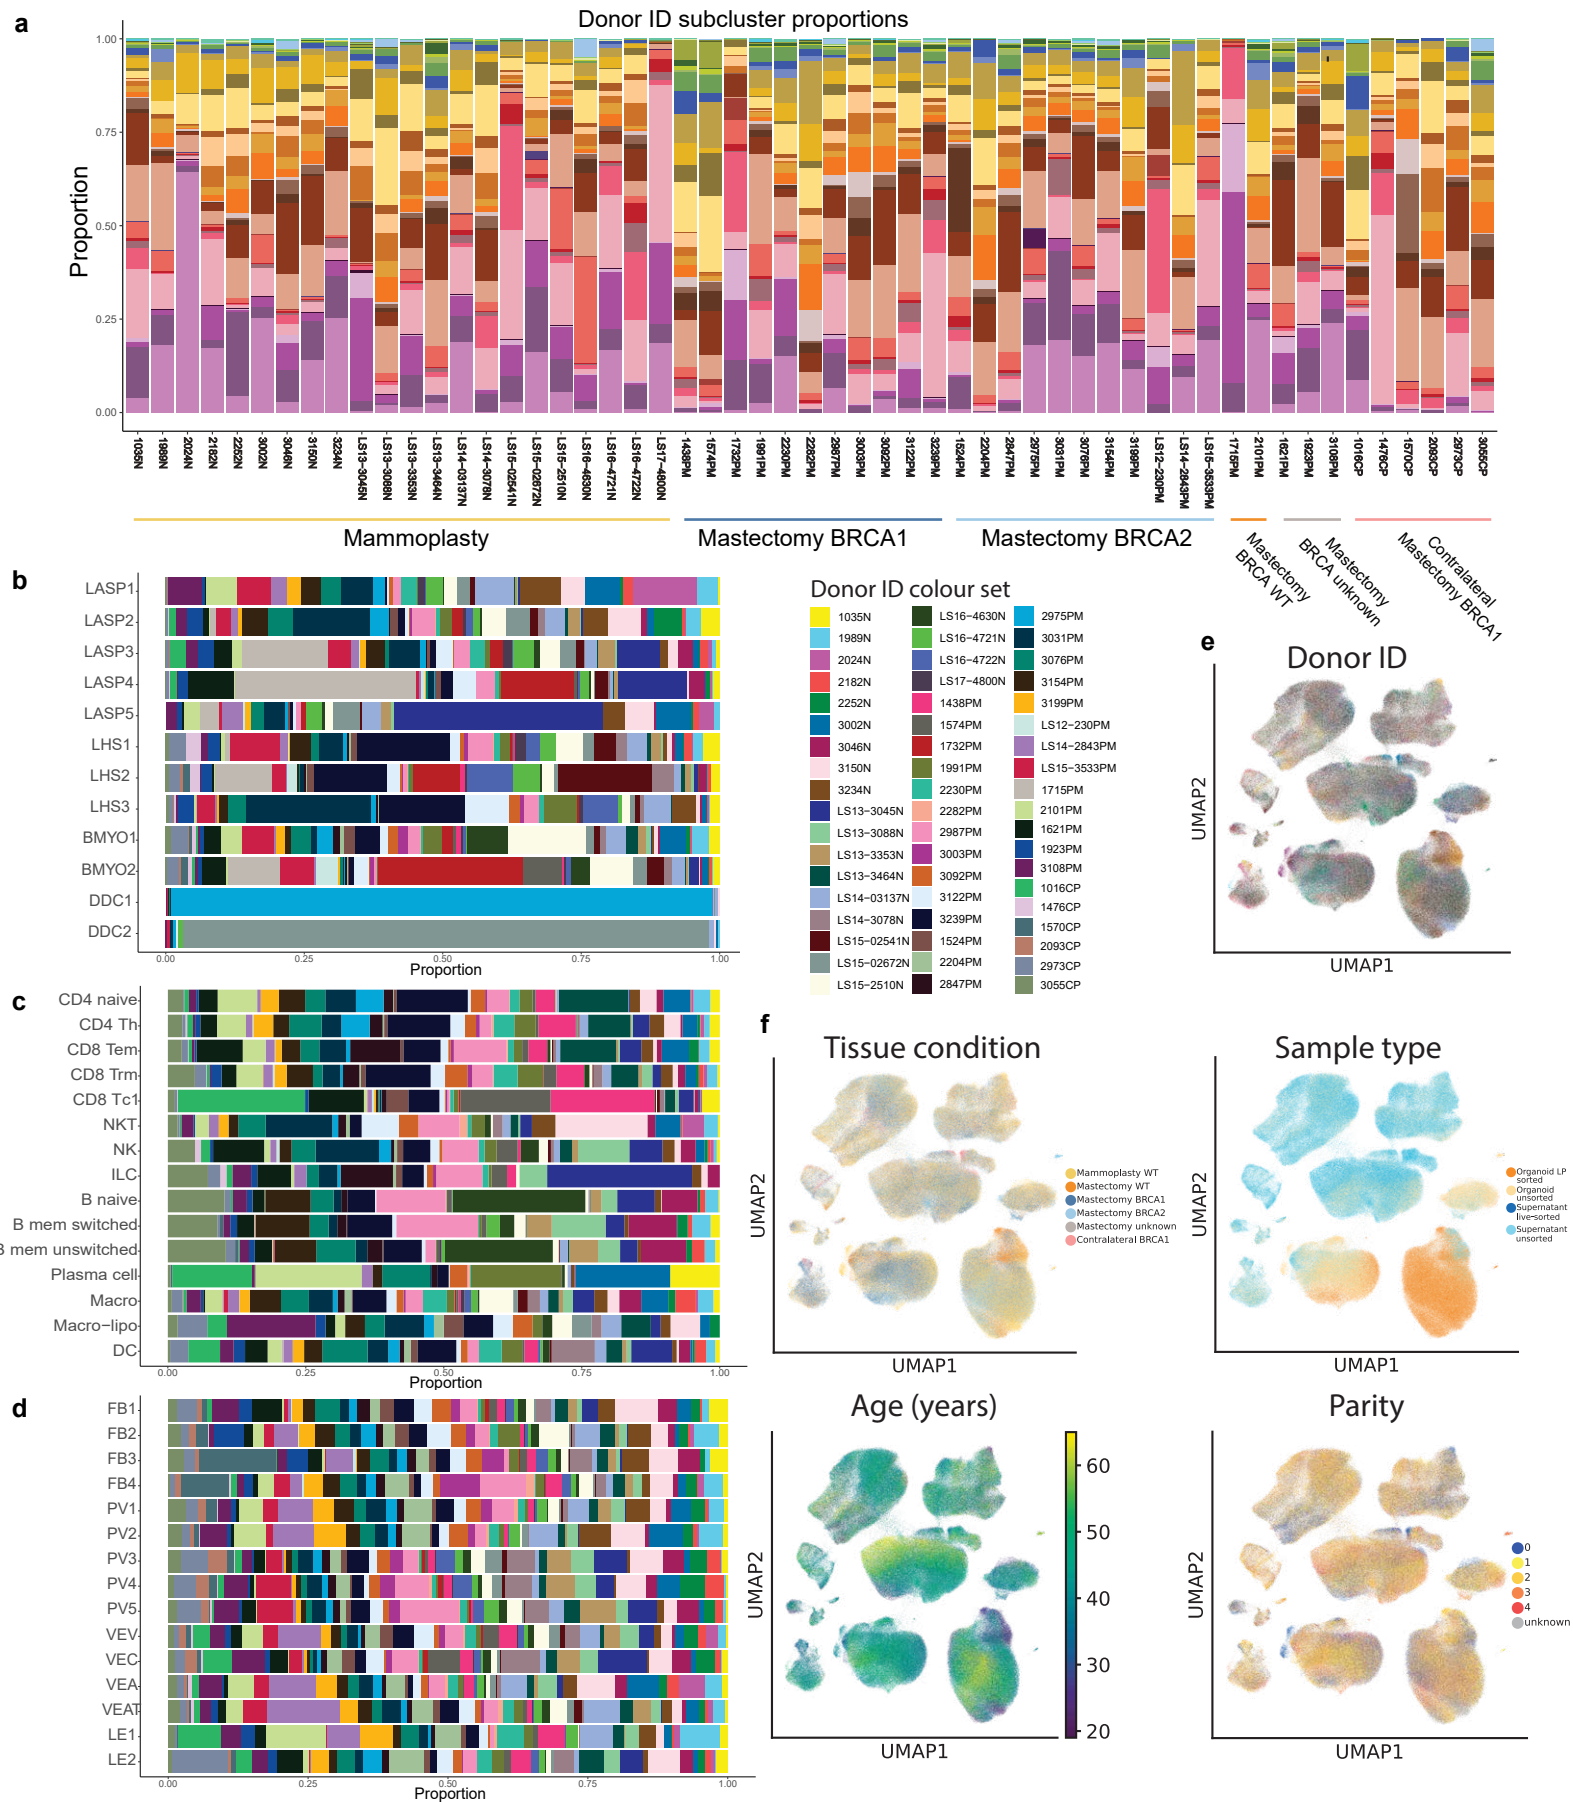 a
Donor ID subcluster proportions
Proportion
1.00
0.75
0.50
0.25
0.00
1035N
1989N
2024N
2182N
2252N
3002N
3046N
3150N
3234N
LS13-3045N
LS13-3088N
LS13-3353N
LS13-3464N
LS14-03137N
LS14-3078N
LS15-02541N
LS15-02672N
LS15-2510N
LS16-4630N
LS16-4721N
LS16-4722N
LS17-4800N
1438PM
1574PM
1732PM
1991PM
2230PM
2282PM
2987PM
3003PM
3092PM
3122PM
3239PM
1524PM
2204PM
2847PM
2975PM
3031PM
3076PM
3154PM
3199PM
LS12-230PM
LS14-2843PM
LS15-3533PM
1715PM
2101PM
1621PM
1923PM
3108PM
1016CP
1476CP
1570CP
2093CP
2973CP
3055CP
Mammoplasty
Mastectomy BRCA1
Mastectomy BRCA2
Mastectomy
BRCA WT
Mastectomy
BRCA unknown
Contralateral
Mastectomy BRCA1
b
LASP1
LASP2
LASP3
LASP4
LASP5
LHS1
LHS2
LHS3
BMYO1
BMYO2
DDC1
DDC2
0.00
0.25
0.50
0.75
1.00
Proportion
Donor ID colour set
1035N
1989N
2024N
2182N
2252N
3002N
3046N
3150N
3234N
LS13-3045N
LS13-3088N
LS13-3353N
LS13-3464N
LS14-03137N
LS14-3078N
LS15-02541N
LS15-02672N
LS15-2510N
LS16-4630N
LS16-4721N
LS16-4722N
LS17-4800N
1438PM
1574PM
1732PM
1991PM
2230PM
2282PM
2987PM
3003PM
3092PM
3122PM
3239PM
1524PM
2204PM
2847PM
2975PM
3031PM
3076PM
3154PM
3199PM
LS12-230PM
LS14-2843PM
LS15-3533PM
1715PM
2101PM
1621PM
1923PM
3108PM
1016CP
1476CP
1570CP
2093CP
2973CP
3055CP
e
Donor ID
UMAP2
UMAP1
c
CD4 naive
CD4 Th
CD8 Tem
CD8 Trm
CD8 Tc1
NKT
NK
ILC
B naive
B mem switched
B mem unswitched
Plasma cell
Macro
Macro-lipo
DC
0.00
0.25
0.50
0.75
1.00
Proportion
f
Tissue condition
UMAP2
UMAP1
Mammoplasty WT
Mastectomy WT
Mastectomy BRCA1
Mastectomy BRCA2
Mastectomy unknown
Contralateral BRCA1
Sample type
UMAP2
UMAP1
Organoid LP
sorted
Organoid
unsorted
Supernatant
live-sorted
Supernatant
unsorted
d
FB1
FB2
FB3
FB4
PV1
PV2
PV3
PV4
PV5
VEV
VEC
VEA
VEAT
LE1
LE2
0.00
0.25
0.50
0.75
1.00
Proportion
Age (years)
UMAP2
UMAP1
60
50
40
30
20
Parity
UMAP2
UMAP1
0
1
2
3
4
unknown